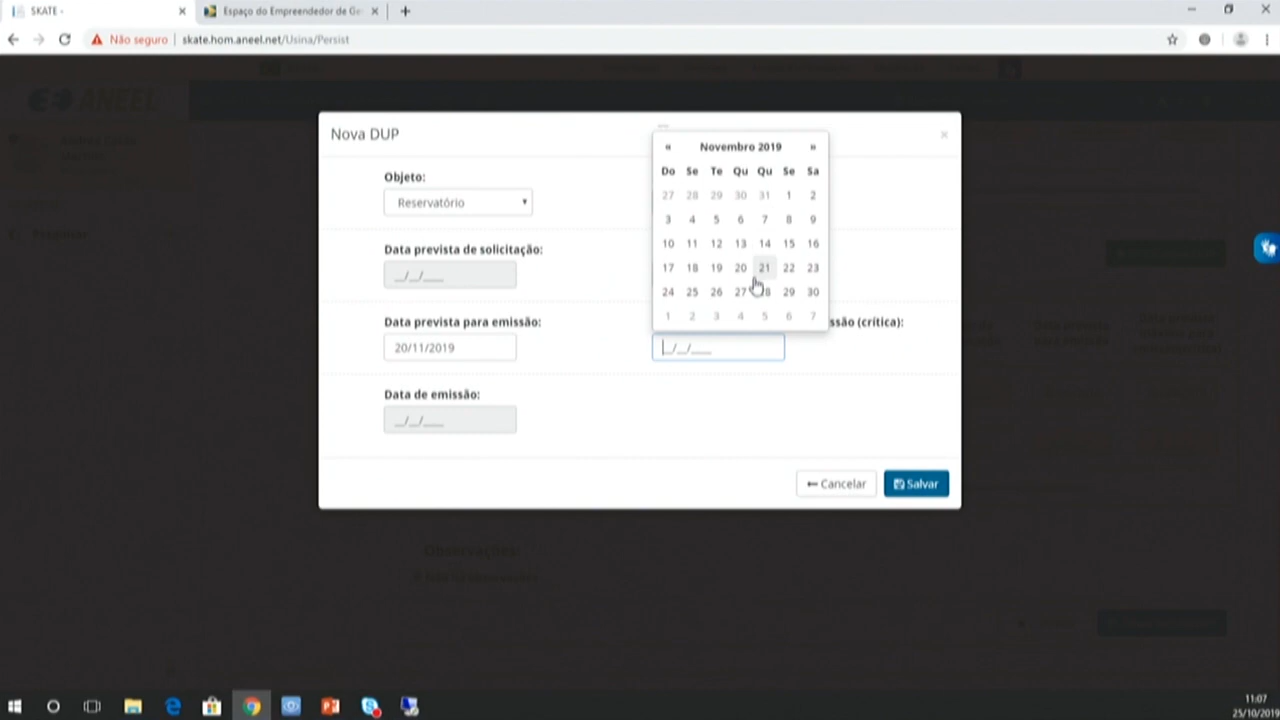 SKATE -
Espaço do Empreendedor de Ge
Não seguro
skate.hom.aneel.net/Usina/Persist
ANEEL
Nova DUP
×
« Novembro 2019 »
Do Se Te Qu Qu Se Sa
27 28 29 30 31 1 2
3 4 5 6 7 8 9
10 11 12 13 14 15 16
17 18 19 20 21 22 23
24 25 26 27 28 29 30
1 2 3 4 5 6 7
Objeto:
Reservatório
Data prevista de solicitação:
__/__/____
Data prevista para emissão:
ssão (crítica):
20/11/2019
__/__/____
Data de emissão:
__/__/____
Cancelar
Salvar
Observações:
11:07
25/10/2019